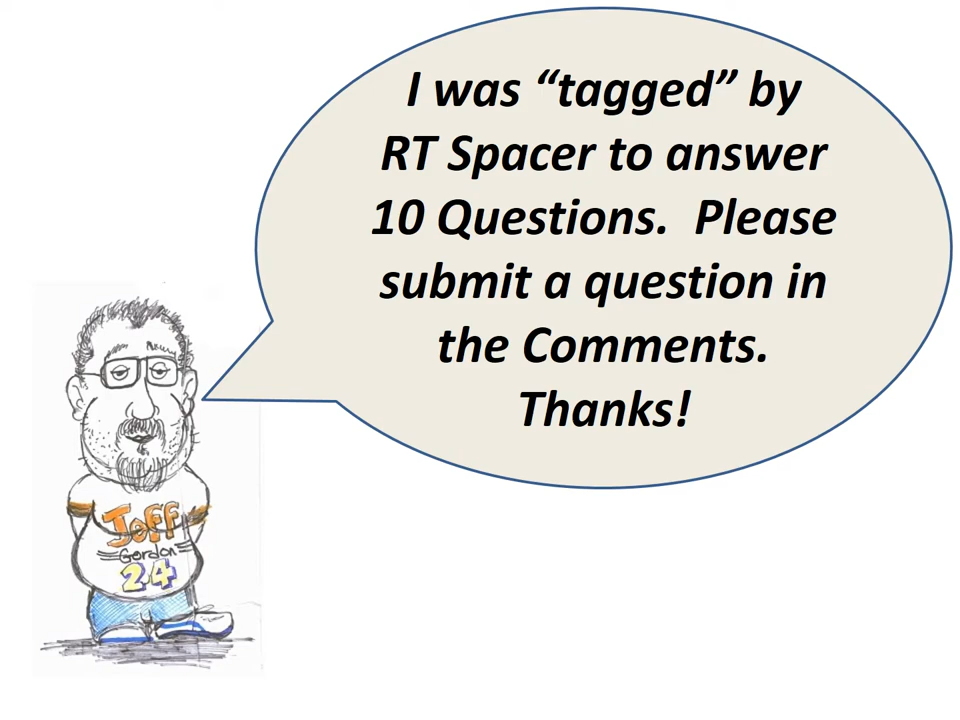 I was “tagged” by
RT Spacer to answer
10 Questions.  Please
submit a question in
the Comments.
Thanks!
Jeff
Gordon
24